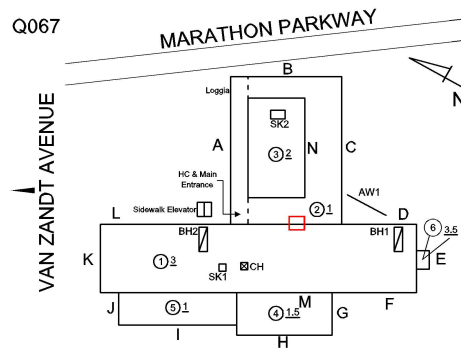 Q067
MARATHON PARKWAY
B
Loggia
SK2
N
VAN ZANDT AVENUE
A
3 2
N
C
HC & Main
Entrance
AW1
Sidewalk Elevator
2 1
L
D
BH2
BH1
6
3.5
K
1 3
E
CH
SK1
J
5 1
M
F
4 1.5
G
I
H